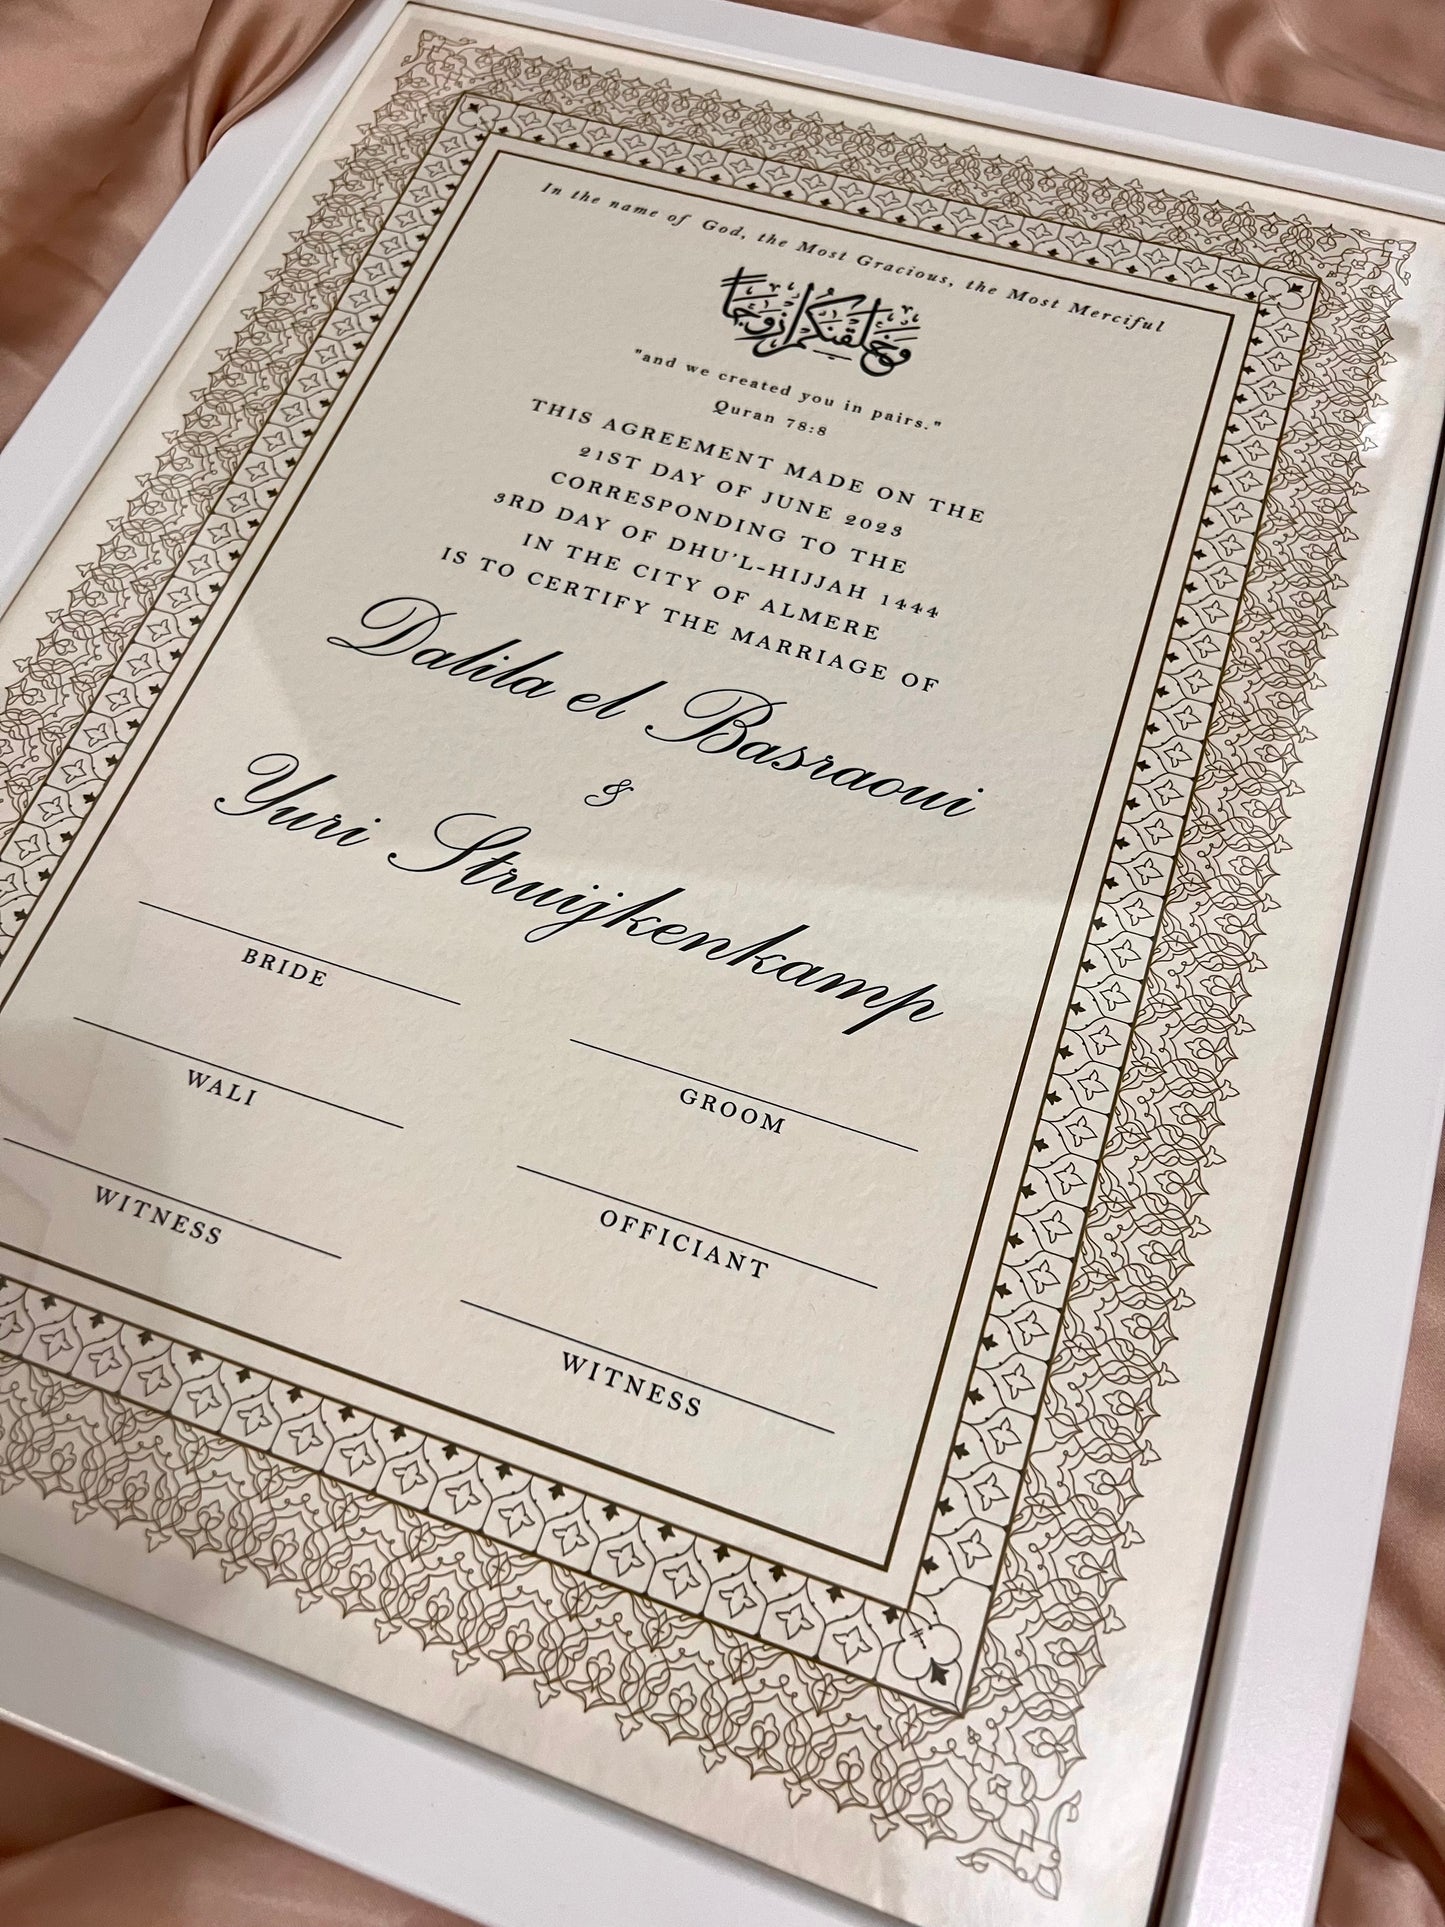 In the name of God, the Most Gracious, the Most Merciful
وخلقنكم أزوجا
"and we created you in pairs."
Quran 78:8
THIS AGREEMENT MADE ON THE
21ST DAY OF JUNE 2023
CORRESPONDING TO THE
3RD DAY OF DHU'L-HIJJAH 1444
IN THE CITY OF ALMERE
IS TO CERTIFY THE MARRIAGE OF
Dalila el Basraoui
&
Yuri Struijkenkamp
BRIDE
GROOM
WALI
OFFICIANT
WITNESS
WITNESS